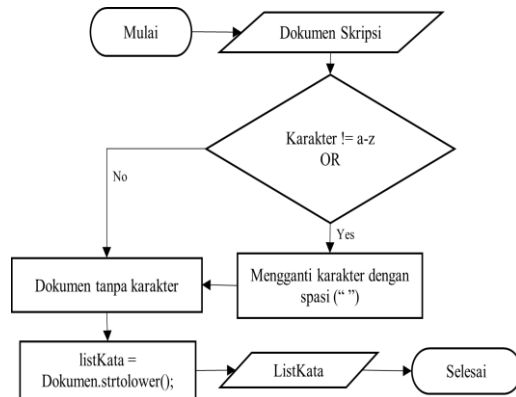 Mulai
Dokumen Skripsi
Karakter != a-z
OR
No
Yes
Dokumen tanpa karakter
Mengganti karakter dengan
spasi (“ ”)
listKata =
Dokumen.strtolower();
ListKata
Selesai